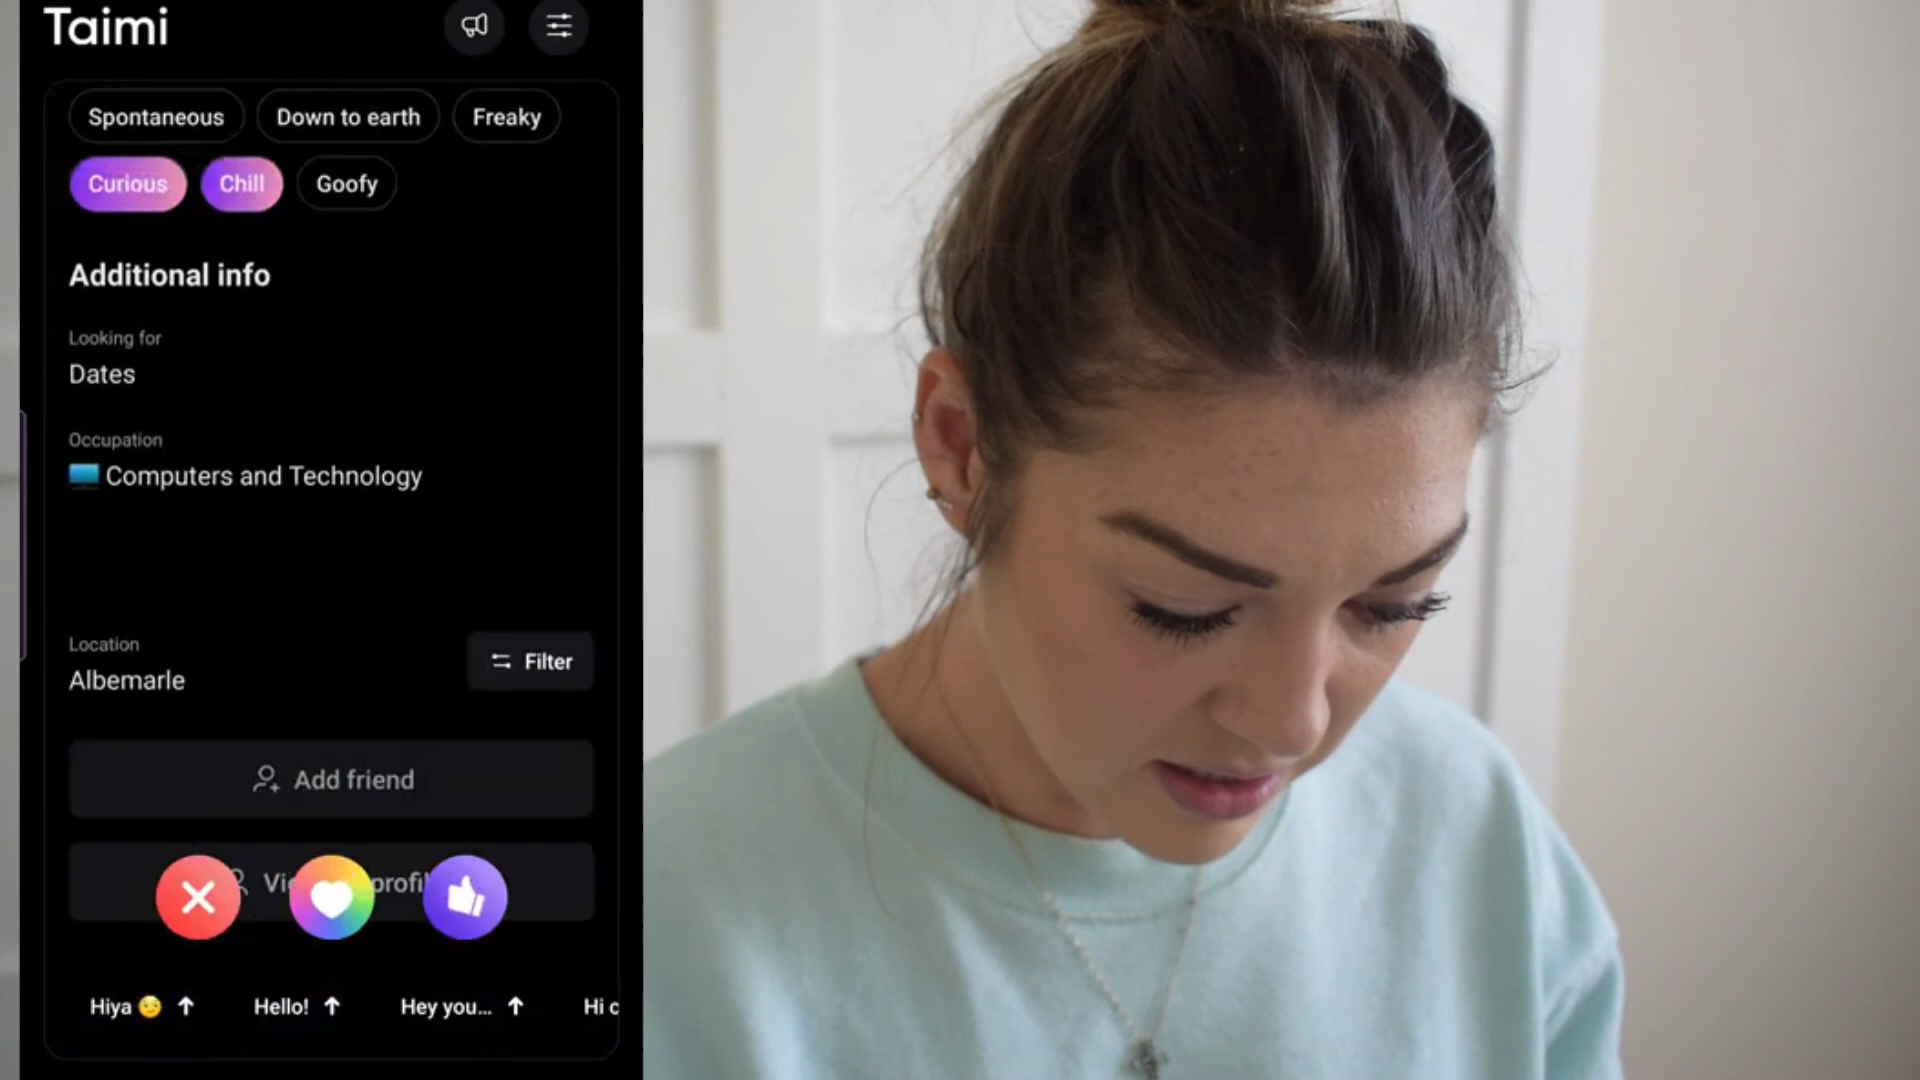 Taimi
Spontaneous Down to earth Freaky
Curious Chill Goofy
Additional info
Looking for
Dates
Occupation
Computers and Technology
Location
Albemarle
Filter
Add friend
Hiya 😏 ↑ Hello! ↑ Hey you... ↑ Hi